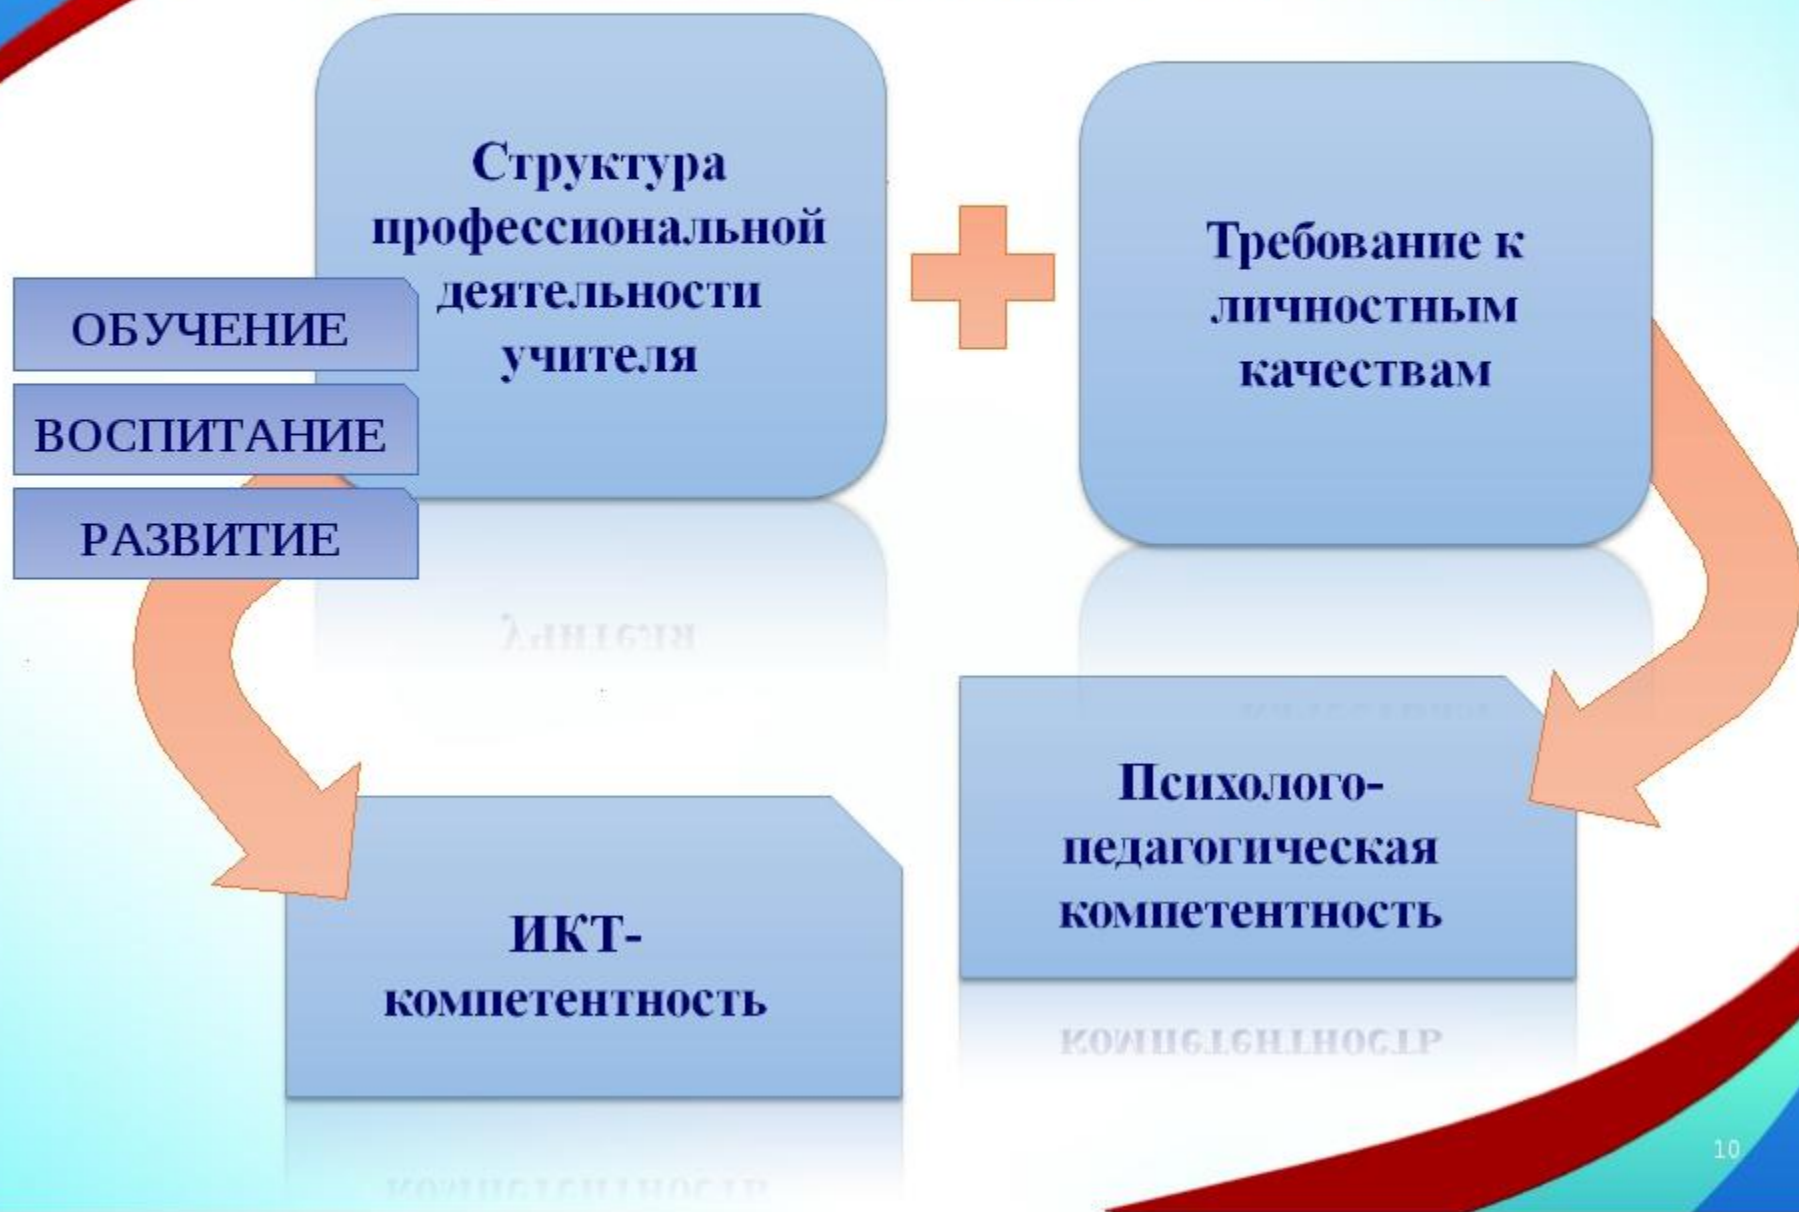 Структура
профессиональной
деятельности
учителя
ОБУЧЕНИЕ
ВОСПИТАНИЕ
РАЗВИТИЕ
Требование к
личностным
качествам
ИКТ-
компетентность
Психолого-
педагогическая
компетентность
10